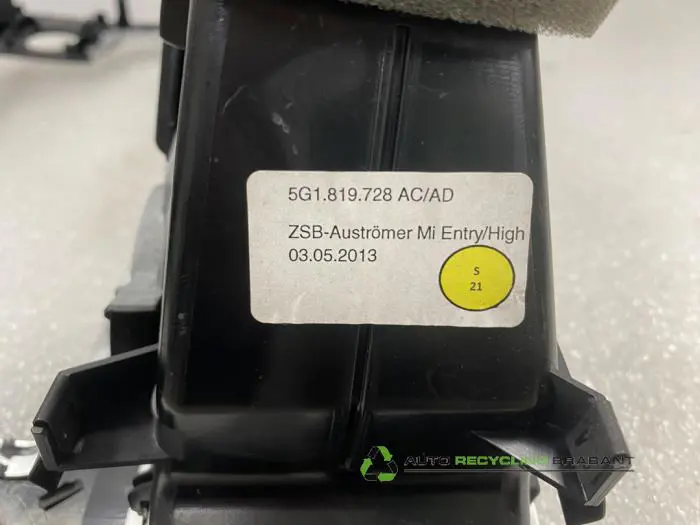 5G1.819.728 AC/AD
ZSB-Auströmer Mi Entry/High
03.05.2013
S
21
AUTO RECYCLING BRABANT